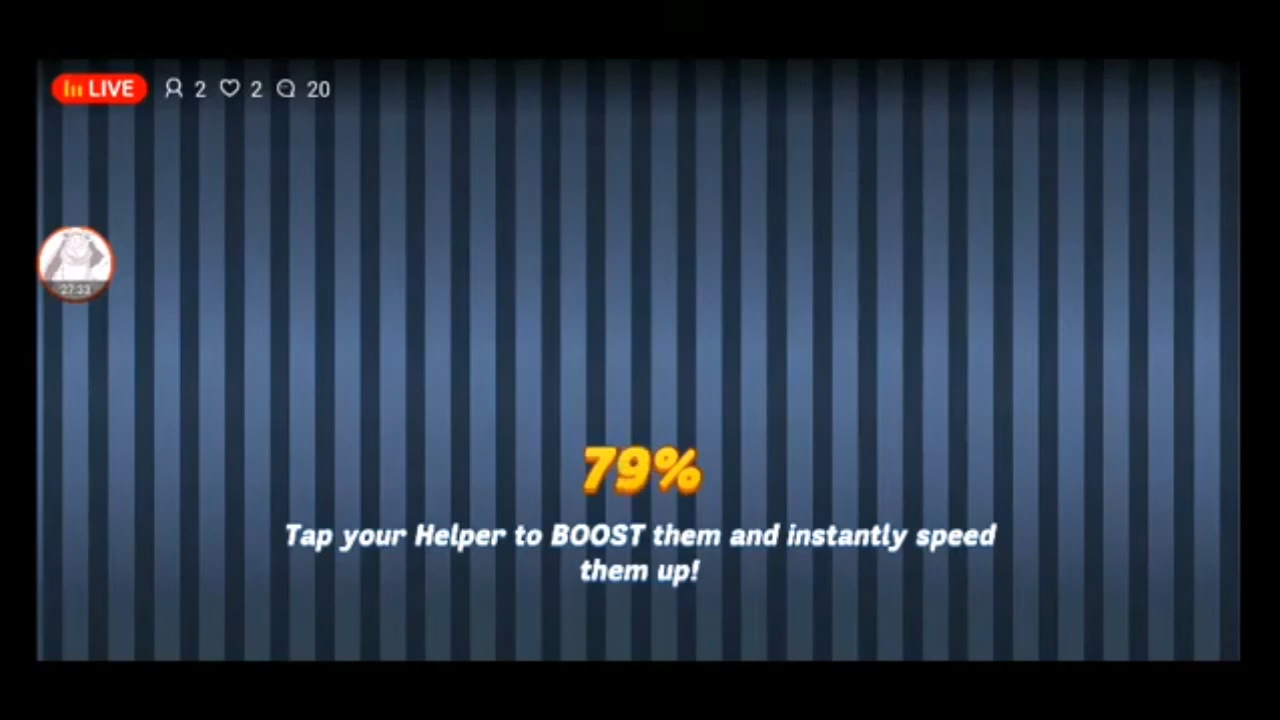 LIVE 2 2 20
27:33
79%
Tap your Helper to BOOST them and instantly speed
them up!